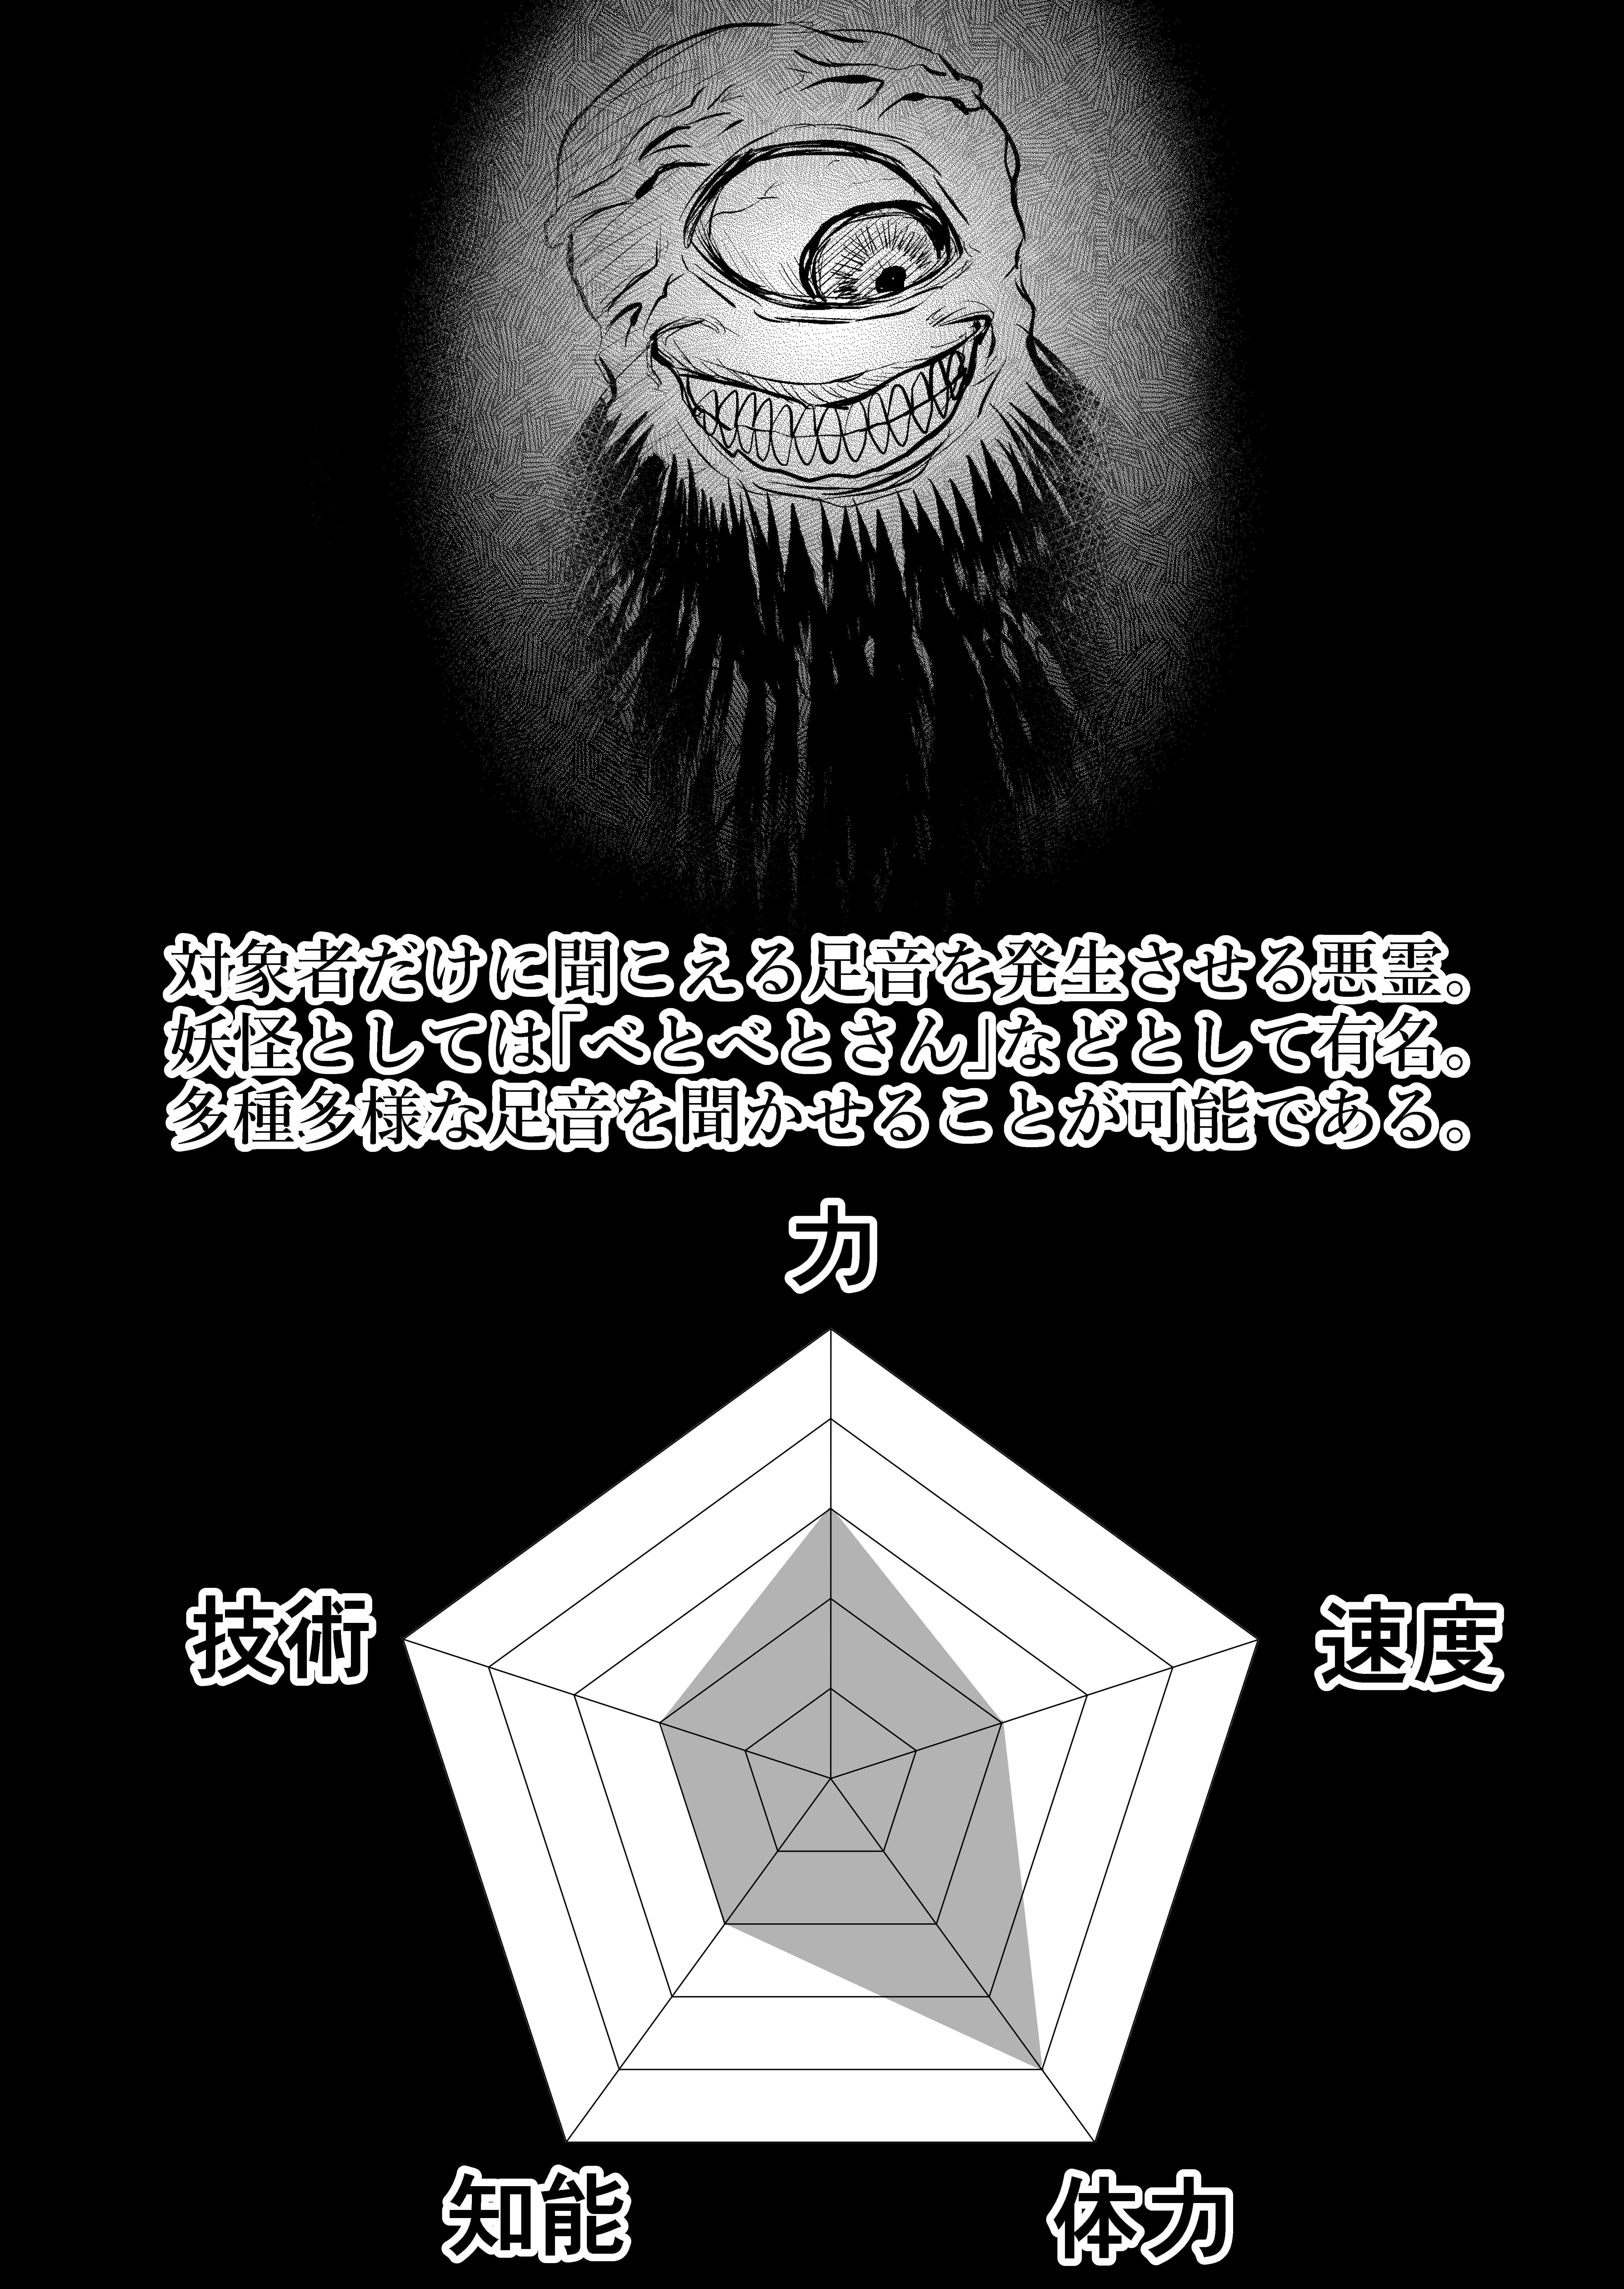 対象者だけに聞こえる足音を発生させる悪霊。
妖怪としては「べとべとさん」などとして有名。
多種多様な足音を聞かせることが可能である。
力
技術
速度
知能
体力